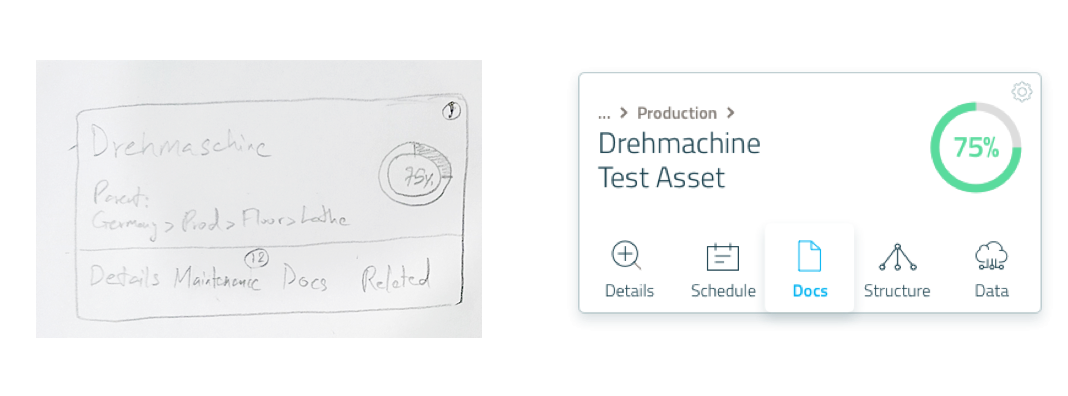 Drehmaschine
75%
Parent:
Germany > Prod > Floor > Lathe
12
Details Maintenance Docs Related
... > Production >
Drehmachine
Test Asset
75%
Details Schedule Docs Structure Data